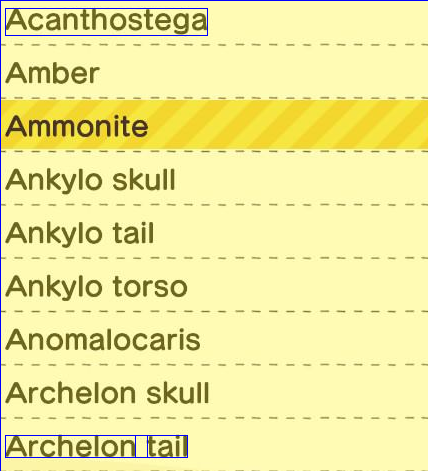 Acanthostega
Amber
Ammonite
Ankylo skull
Ankylo tail
Ankylo torso
Anomalocaris
Archelon skull
Archelon tail